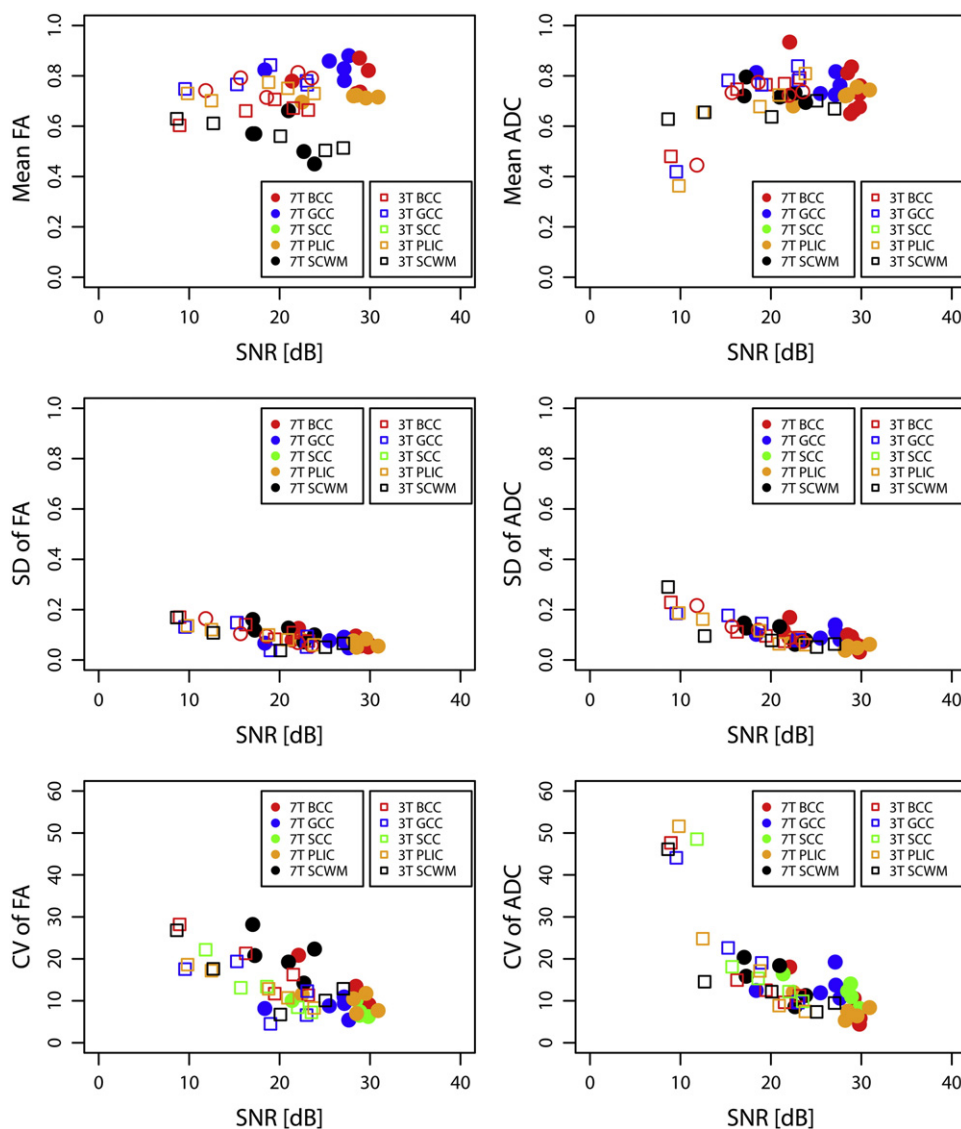 Mean FA
1.0
0.8
0.6
0.4
0.2
0.0
7T BCC 3T BCC
7T GCC 3T GCC
7T SCC 3T SCC
7T PLIC 3T PLIC
7T SCWM 3T SCWM
0 10 20 30 40
SNR [dB]
Mean ADC
1.0
0.8
0.6
0.4
0.2
0.0
7T BCC 3T BCC
7T GCC 3T GCC
7T SCC 3T SCC
7T PLIC 3T PLIC
7T SCWM 3T SCWM
0 10 20 30 40
SNR [dB]
SD of FA
1.0
0.8
0.6
0.4
0.2
0.0
7T BCC 3T BCC
7T GCC 3T GCC
7T SCC 3T SCC
7T PLIC 3T PLIC
7T SCWM 3T SCWM
0 10 20 30 40
SNR [dB]
SD of ADC
1.0
0.8
0.6
0.4
0.2
0.0
7T BCC 3T BCC
7T GCC 3T GCC
7T SCC 3T SCC
7T PLIC 3T PLIC
7T SCWM 3T SCWM
0 10 20 30 40
SNR [dB]
CV of FA
60
50
40
30
20
10
0
7T BCC 3T BCC
7T GCC 3T GCC
7T SCC 3T SCC
7T PLIC 3T PLIC
7T SCWM 3T SCWM
0 10 20 30 40
SNR [dB]
CV of ADC
60
50
40
30
20
10
0
7T BCC 3T BCC
7T GCC 3T GCC
7T SCC 3T SCC
7T PLIC 3T PLIC
7T SCWM 3T SCWM
0 10 20 30 40
SNR [dB]